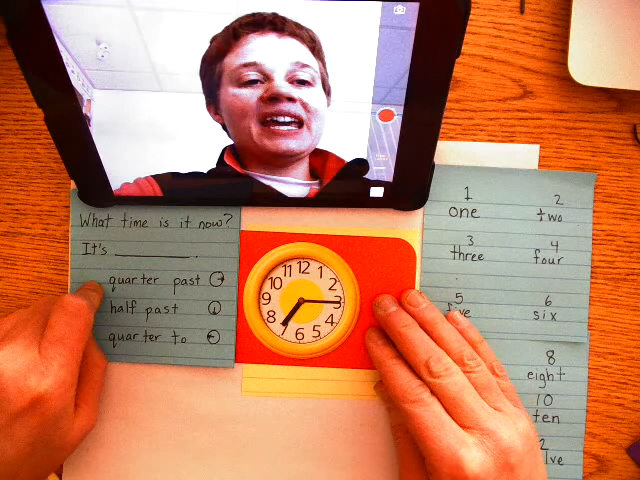 What time is it now?
It's ________.
quarter past
half past
quarter to
12
1
2
3
4
5
6
7
8
9
10
11
1 2
one two
3 4
three four
5 6
five six
8
eight
10
ten